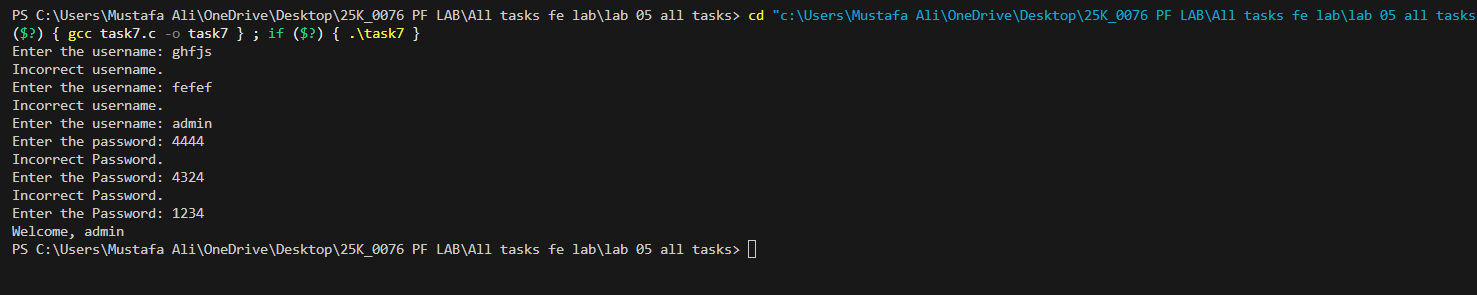 PS C:\Users\Mustafa Ali\OneDrive\Desktop\25K_0076 PF LAB\All tasks fe lab\lab 05 all tasks> cd "c:\Users\Mustafa Ali\OneDrive\Desktop\25K_0076 PF LAB\All tasks fe lab\lab 05 all tasks
($?) { gcc task7.c -o task7 } ; if ($?) { .\task7 }
Enter the username: ghfjs
Incorrect username.
Enter the username: fefef
Incorrect username.
Enter the username: admin
Enter the password: 4444
Incorrect Password.
Enter the Password: 4324
Incorrect Password.
Enter the Password: 1234
Welcome, admin
PS C:\Users\Mustafa Ali\OneDrive\Desktop\25K_0076 PF LAB\All tasks fe lab\lab 05 all tasks>